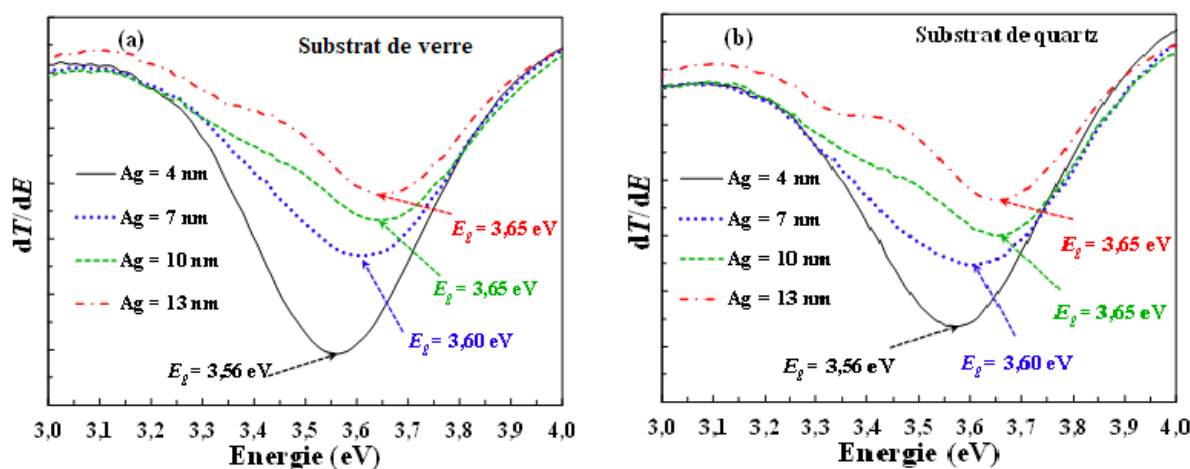 (a)
Substrat de verre
dT/dE
Ag = 4 nm
Ag = 7 nm
Ag = 10 nm
Ag = 13 nm
Eg = 3,65 eV
Eg = 3,65 eV
Eg = 3,60 eV
Eg = 3,56 eV
3,0 3,1 3,2 3,3 3,4 3,5 3,6 3,7 3,8 3,9 4,0
Energie (eV)
(b)
Substrat de quartz
dT/dE
Ag = 4 nm
Ag = 7 nm
Ag = 10 nm
Ag = 13 nm
Eg = 3,65 eV
Eg = 3,65 eV
Eg = 3,56 eV
Eg = 3,60 eV
3,0 3,1 3,2 3,3 3,4 3,5 3,6 3,7 3,8 3,9 4,0
Energie (eV)